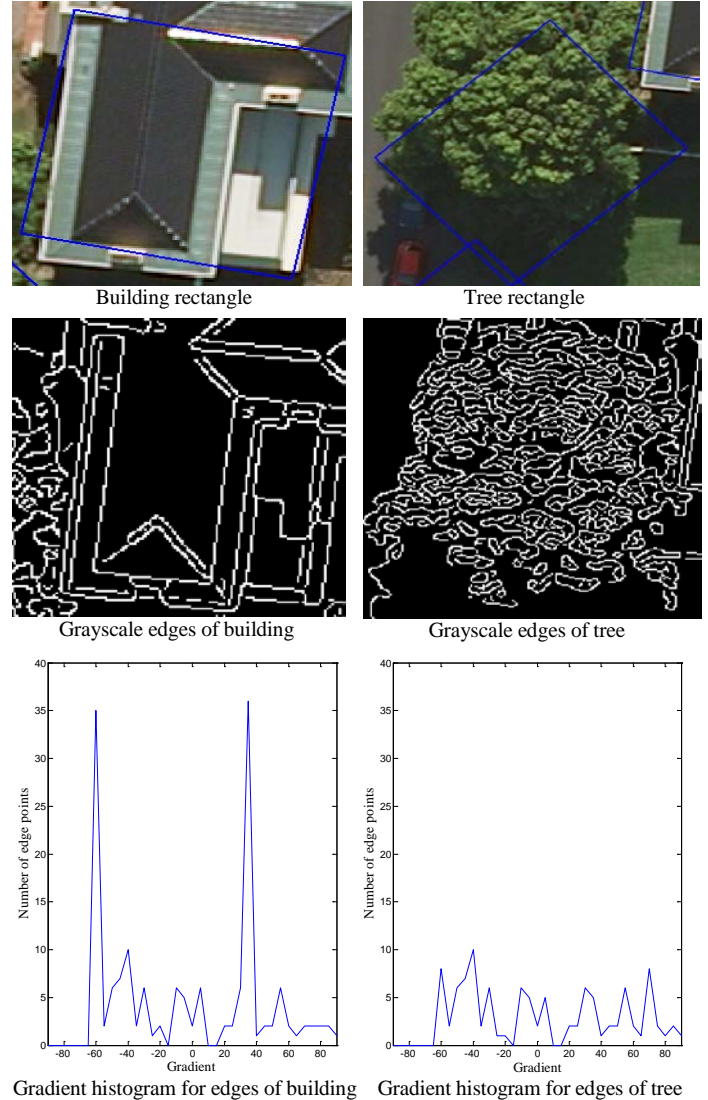 Building rectangle
Tree rectangle
Grayscale edges of building
Grayscale edges of tree
40
35
30
25
20
15
10
5
0
Number of edge points
-80 -60 -40 -20 0 20 40 60 80
Gradient
40
35
30
25
20
15
10
5
0
Number of edge points
-80 -60 -40 -20 0 20 40 60 80
Gradient
Gradient histogram for edges of building
Gradient histogram for edges of tree